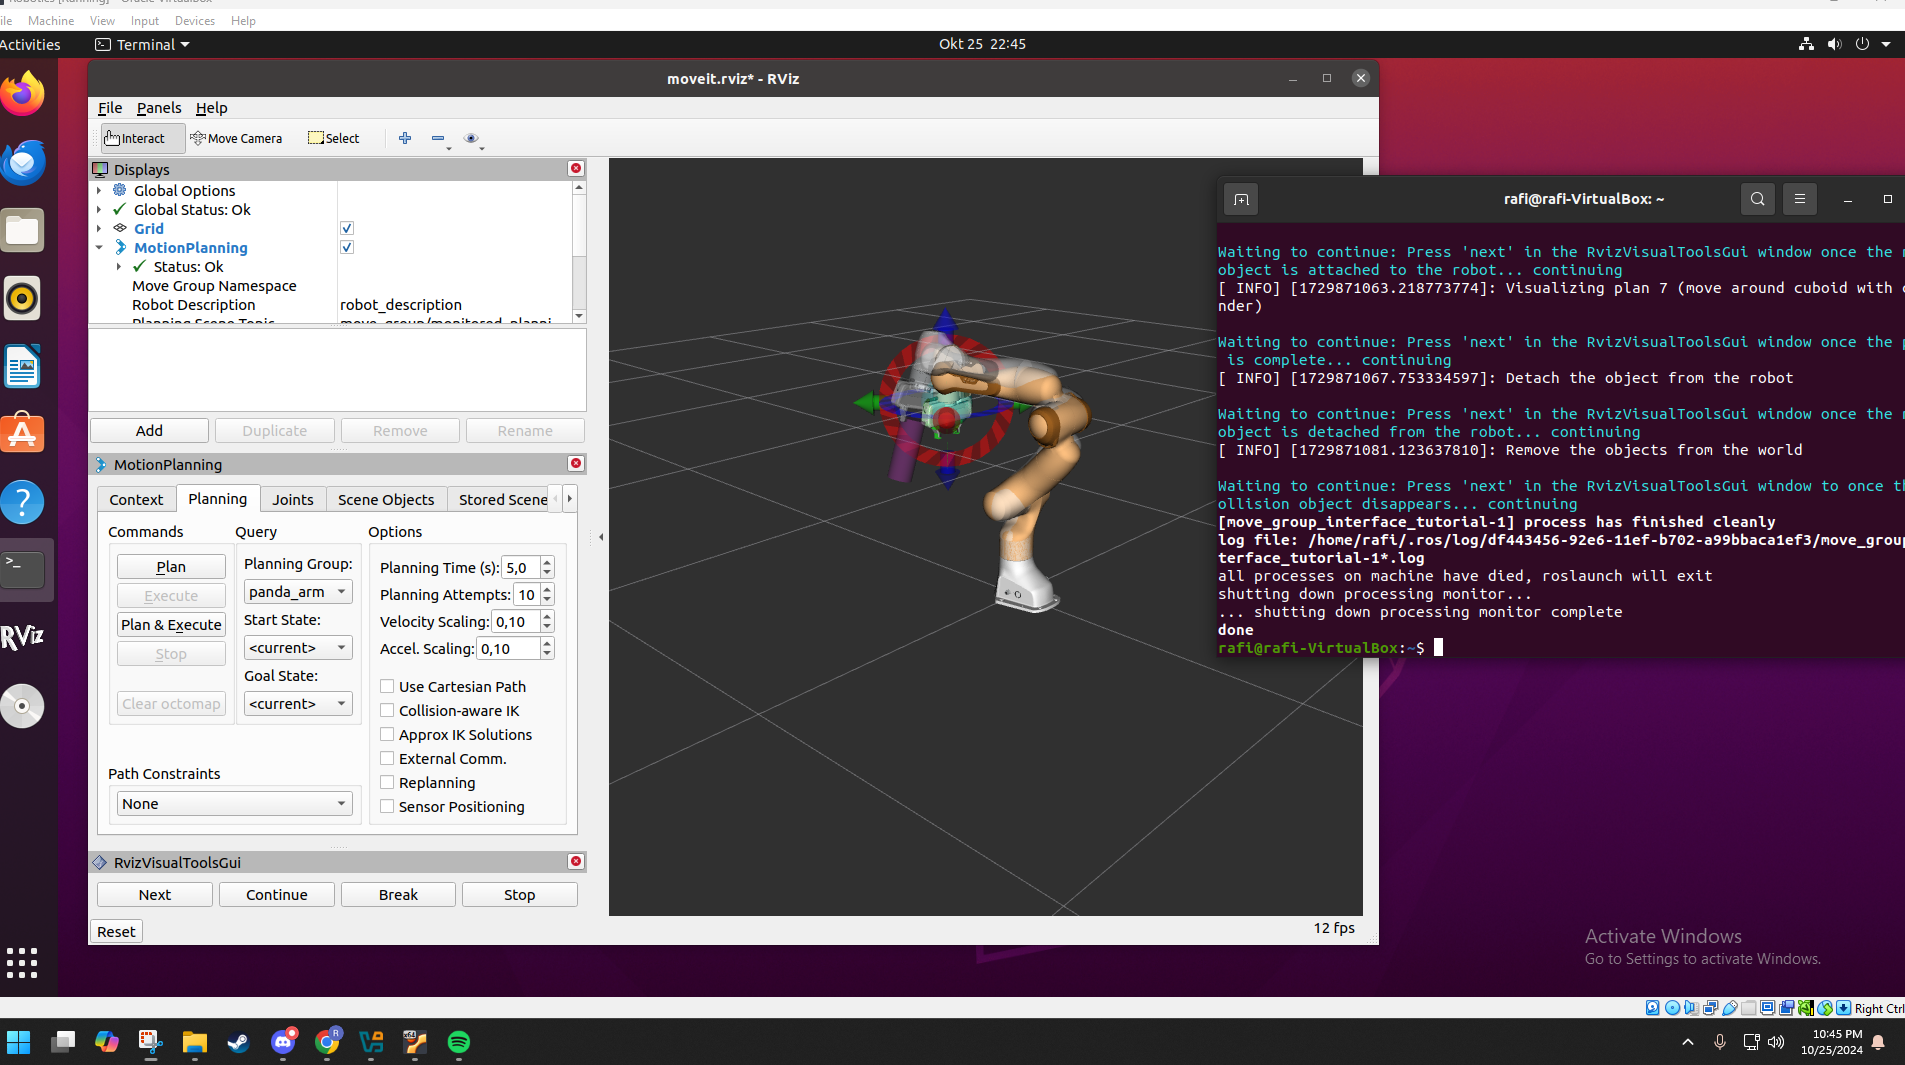 Machine View Input Devices Help
Activities Terminal Okt 25 22:45
moveit.rviz* - RViz
File Panels Help
Interact Move Camera Select
Displays
Global Options
Global Status: Ok
Grid
MotionPlanning
Status: Ok
Move Group Namespace
Robot Description robot_description
Add Duplicate Remove Rename
MotionPlanning
Context Planning Joints Scene Objects Stored Scene
Commands Query Options
Plan
Execute
Plan & Execute
Stop
Clear octomap
Planning Group:
panda_arm
Start State:
<current>
Goal State:
<current>
Planning Time (s): 5,0
Planning Attempts: 10
Velocity Scaling: 0,10
Accel. Scaling: 0,10
Use Cartesian Path
Collision-aware IK
Approx IK Solutions
External Comm.
Replanning
Sensor Positioning
Path Constraints
None
RvizVisualToolsGui
Next Continue Break Stop
Reset
12 fps
rafi@rafi-VirtualBox: ~
Waiting to continue: Press 'next' in the RvizVisualToolsGui window once the
object is attached to the robot... continuing
[ INFO] [1729871063.218773774]: Visualizing plan 7 (move around cuboid with
nder)
Waiting to continue: Press 'next' in the RvizVisualToolsGui window once the
is complete... continuing
[ INFO] [1729871067.753334597]: Detach the object from the robot
Waiting to continue: Press 'next' in the RvizVisualToolsGui window once the
object is detached from the robot... continuing
[ INFO] [1729871081.123637810]: Remove the objects from the world
Waiting to continue: Press 'next' in the RvizVisualToolsGui window to once th
ollision object disappears... continuing
[move_group_interface_tutorial-1] process has finished cleanly
log file: /home/rafi/.ros/log/df443456-92e6-11ef-b702-a99bbaca1ef3/move_group
terface_tutorial-1*.log
all processes on machine have died, roslaunch will exit
shutting down processing monitor...
... shutting down processing monitor complete
done
rafi@rafi-VirtualBox:~$
RViz
Activate Windows
Go to Settings to activate Windows.
Right Ctrl
10:45 PM
10/25/2024